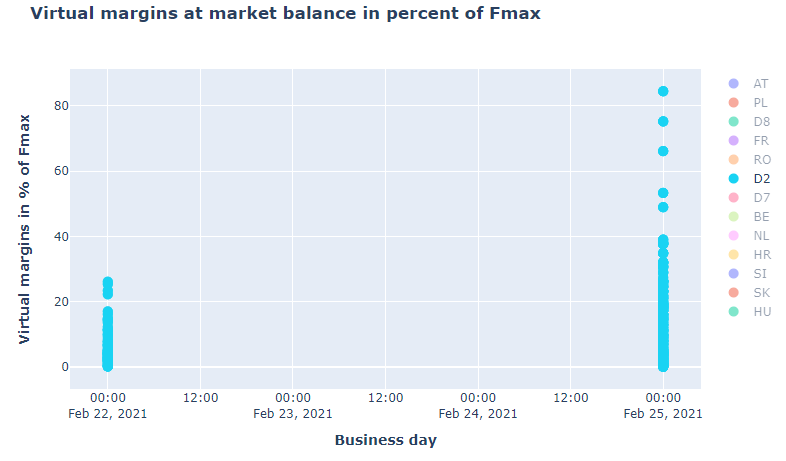 Virtual margins at market balance in percent of Fmax
Virtual margins in % of Fmax
80
60
40
20
0
00:00
Feb 22, 2021
12:00
00:00
Feb 23, 2021
12:00
00:00
Feb 24, 2021
12:00
00:00
Feb 25, 2021
Business day
AT
PL
D8
FR
RO
D2
D7
BE
NL
HR
SI
SK
HU